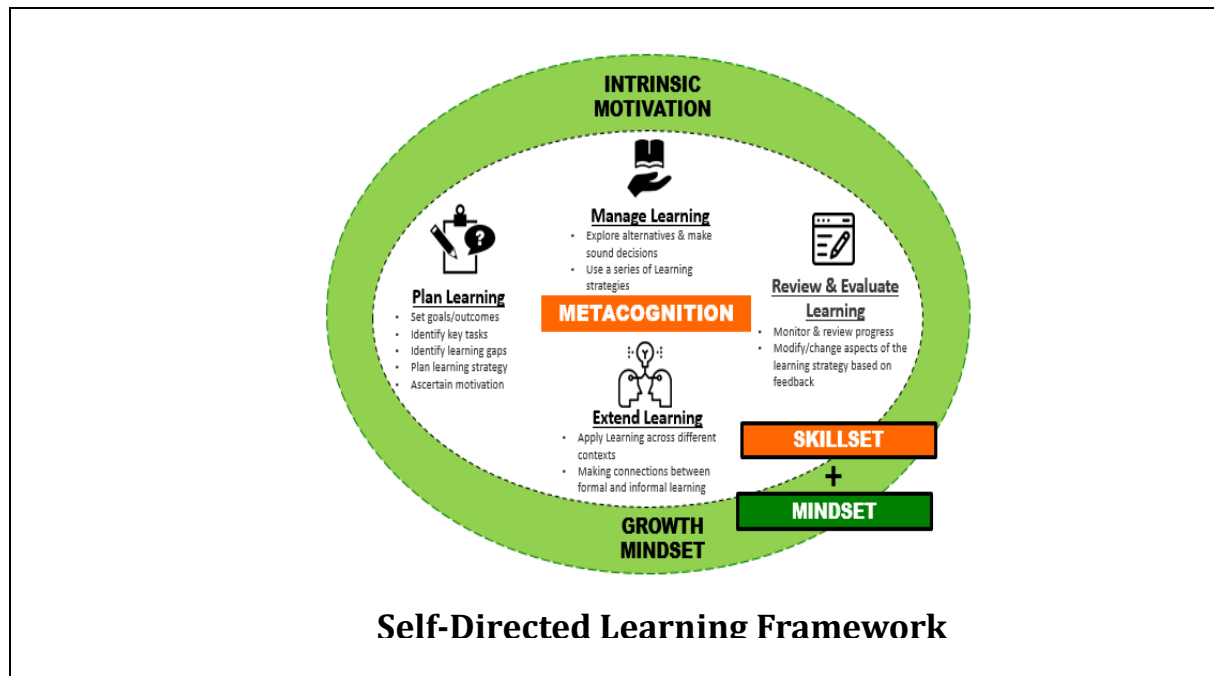 INTRINSIC
MOTIVATION
Manage Learning
• Explore alternatives & make
sound decisions
• Use a series of Learning
strategies
?
Plan Learning
• Set goals/outcomes
• Identify key tasks
• Identify learning gaps
• Plan learning strategy
• Ascertain motivation
METACOGNITION
Review & Evaluate
Learning
• Monitor & review progress
• Modify/change aspects of the
learning strategy based on
feedback
Extend Learning
• Apply Learning across different
contexts
• Making connections between
formal and informal learning
SKILLSET
+
MINDSET
GROWTH
MINDSET
Self-Directed Learning Framework